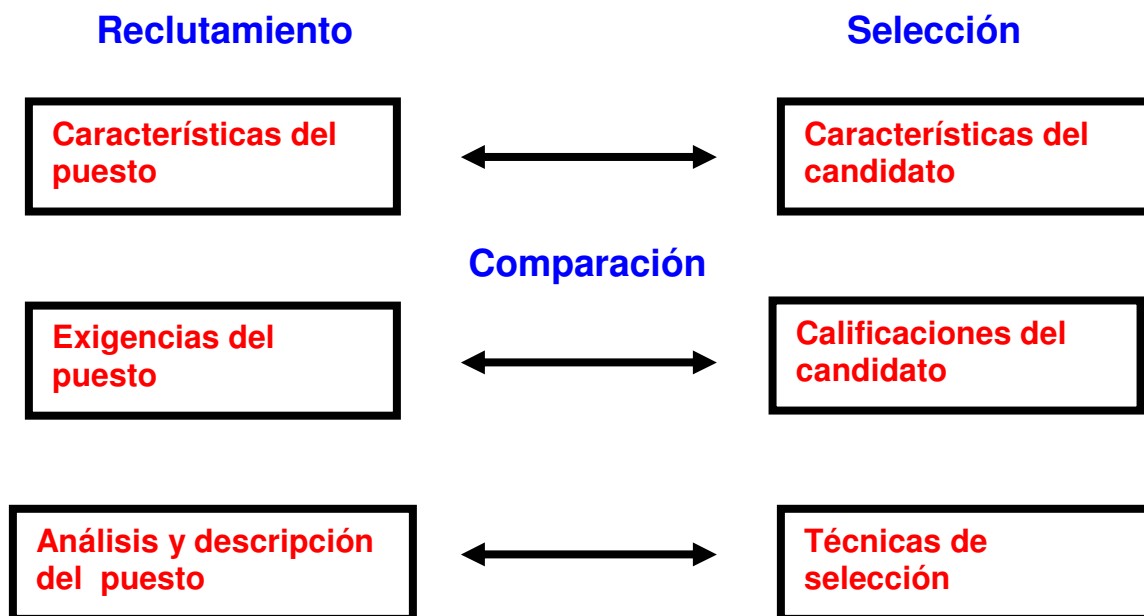 Reclutamiento
Selección
Características del
puesto
Características del
candidato
Comparación
Exigencias del
puesto
Calificaciones del
candidato
Análisis y descripción
del  puesto
Técnicas de
selección